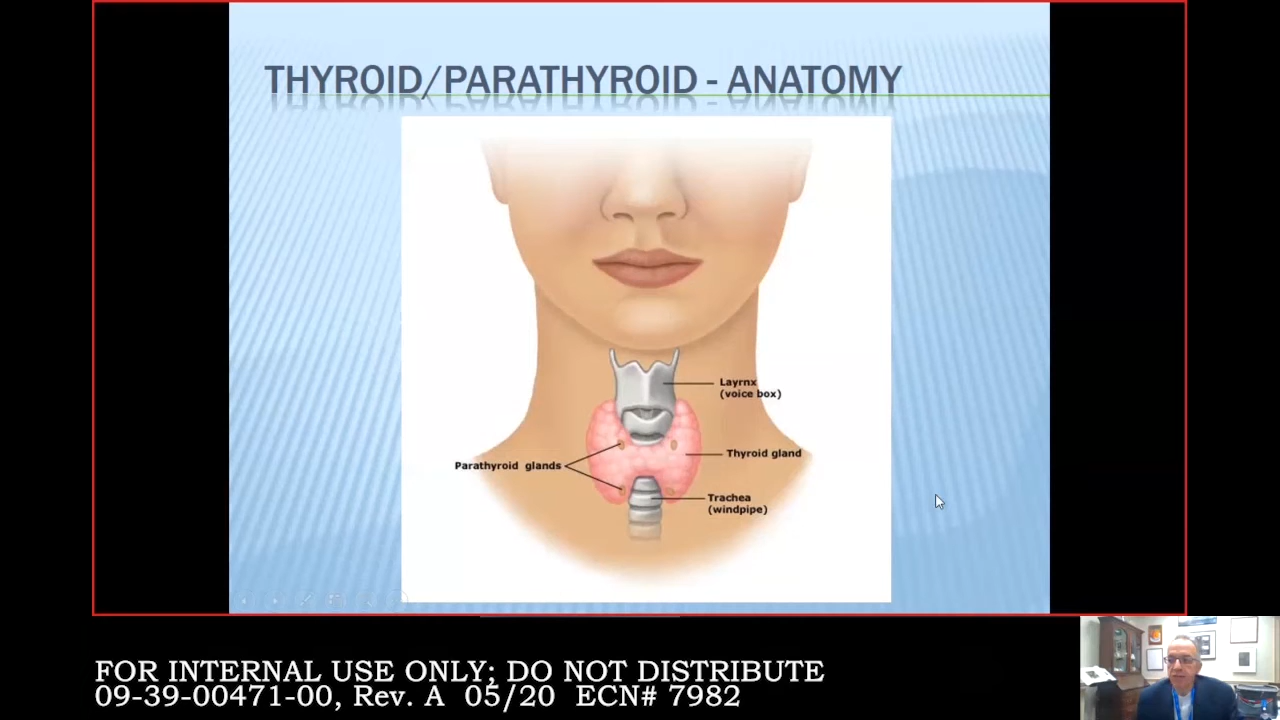 THYROID/PARATHYROID - ANATOMY
Layrnx
(voice box)
Thyroid gland
Parathyroid glands
Trachea
(windpipe)
FOR INTERNAL USE ONLY; DO NOT DISTRIBUTE
09-39-00471-00, Rev. A 05/20 ECN# 7982